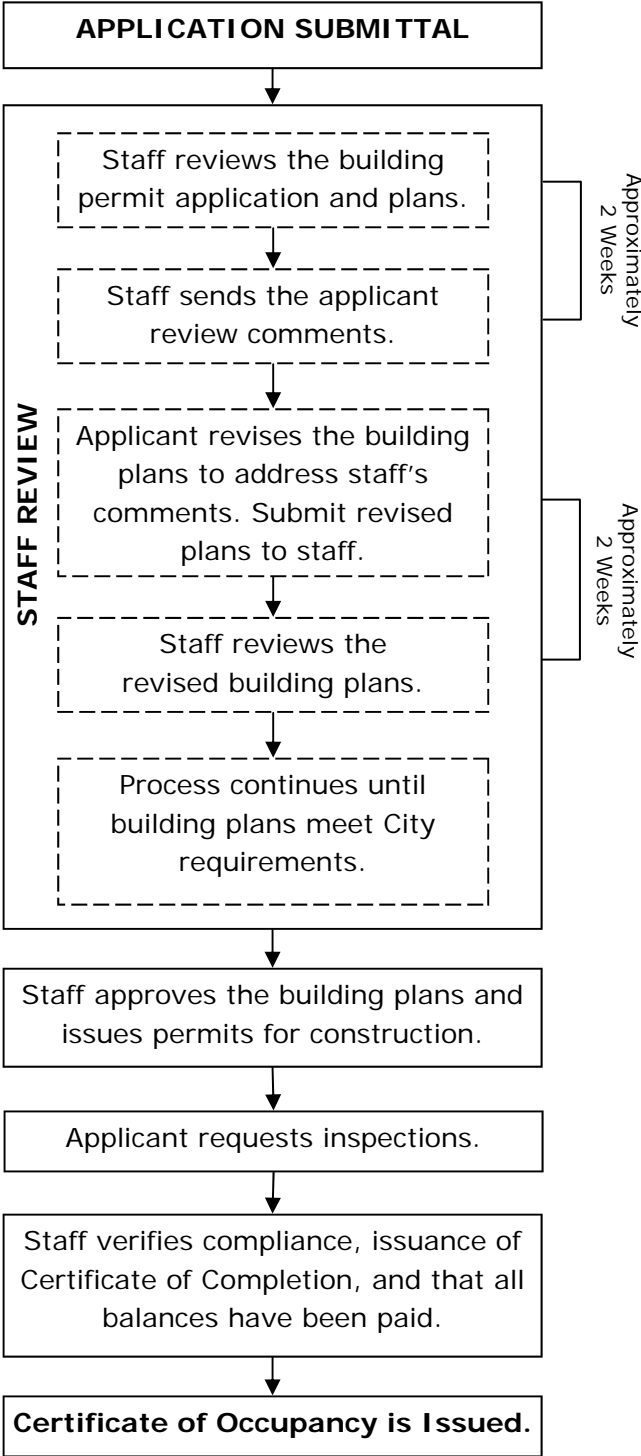 APPLICATION SUBMITTAL
Staff reviews the building
permit application and plans.
Approximately
2 Weeks
Staff sends the applicant
review comments.
STAFF REVIEW
Applicant revises the building
plans to address staff's
comments. Submit revised
plans to staff.
Approximately
2 Weeks
Staff reviews the
revised building plans.
Process continues until
building plans meet City
requirements.
Staff approves the building plans and
issues permits for construction.
Applicant requests inspections.
Staff verifies compliance, issuance of
Certificate of Completion, and that all
balances have been paid.
Certificate of Occupancy is Issued.